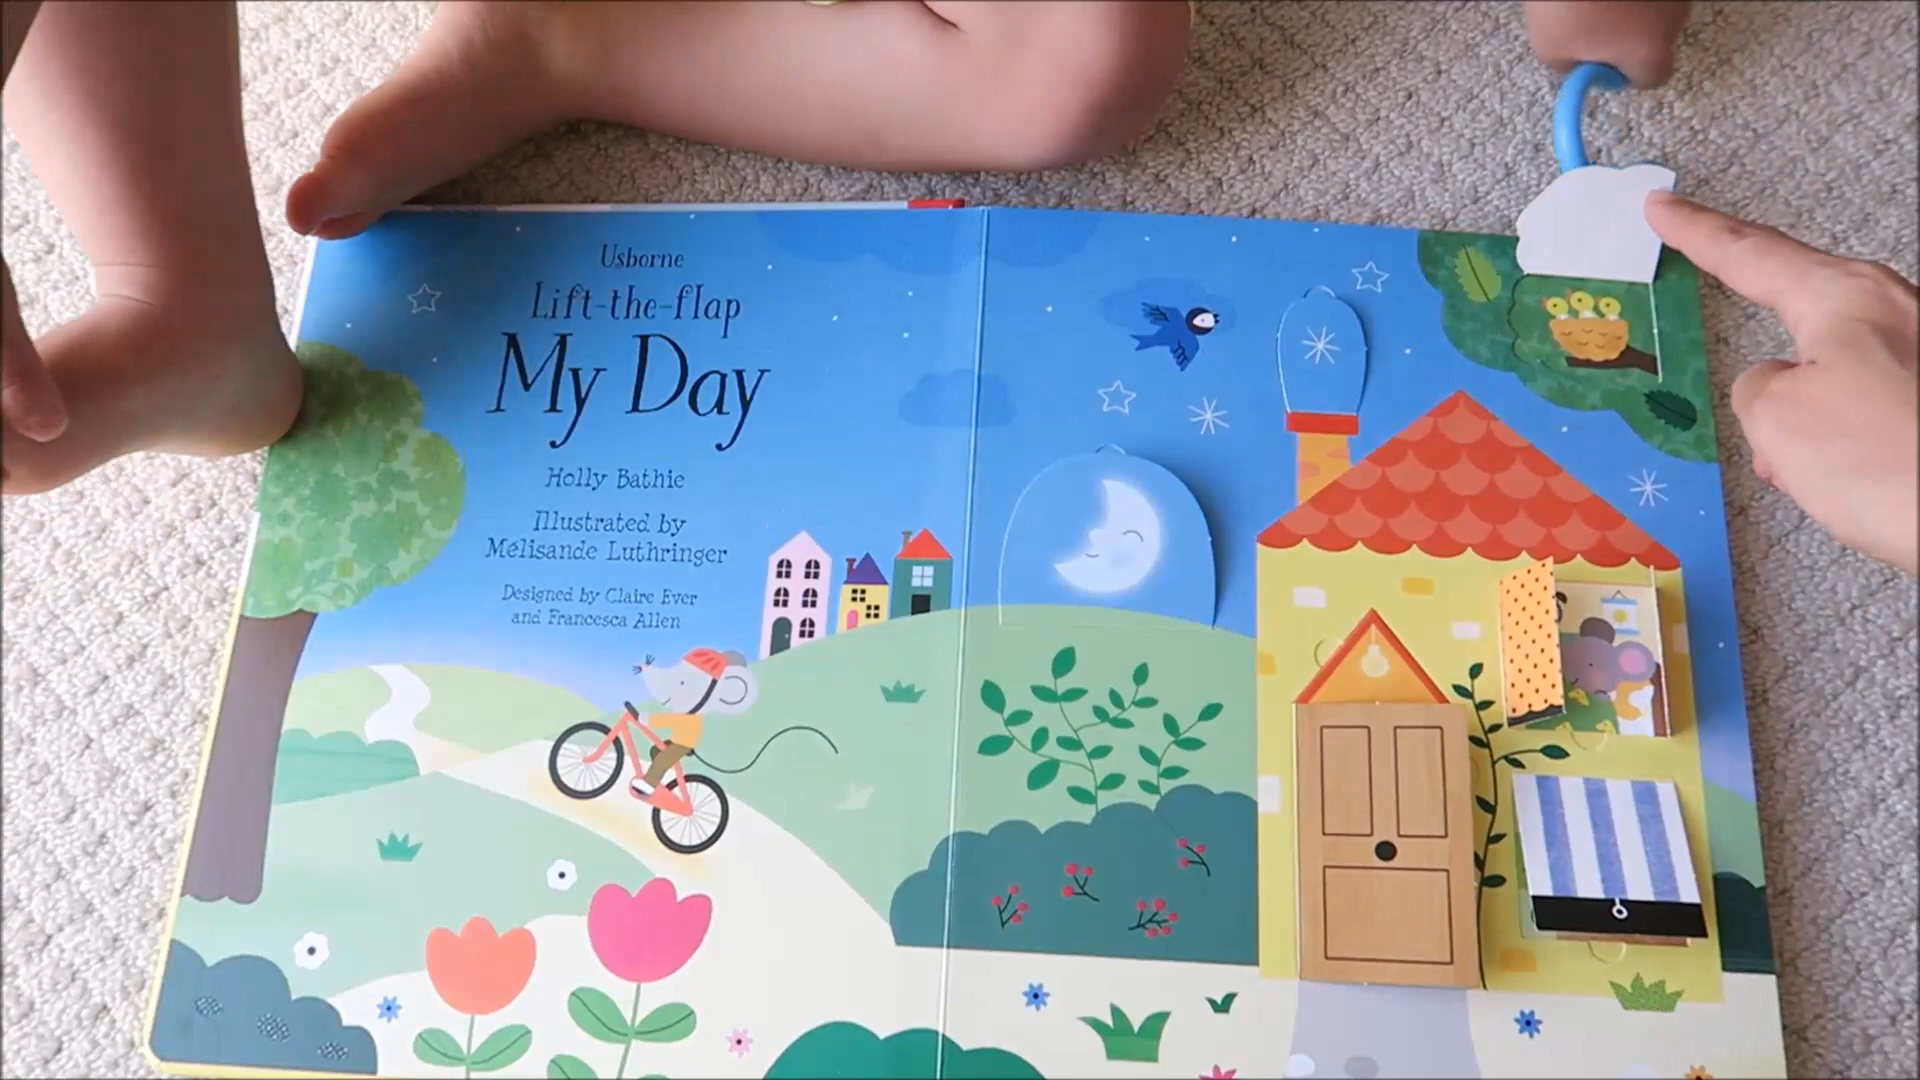 Usborne
Lift-the-flap
My Day
Holly Bathie
Illustrated by
Mélisande Luthringer
Designed by Claire Ever
and Francesca Allen